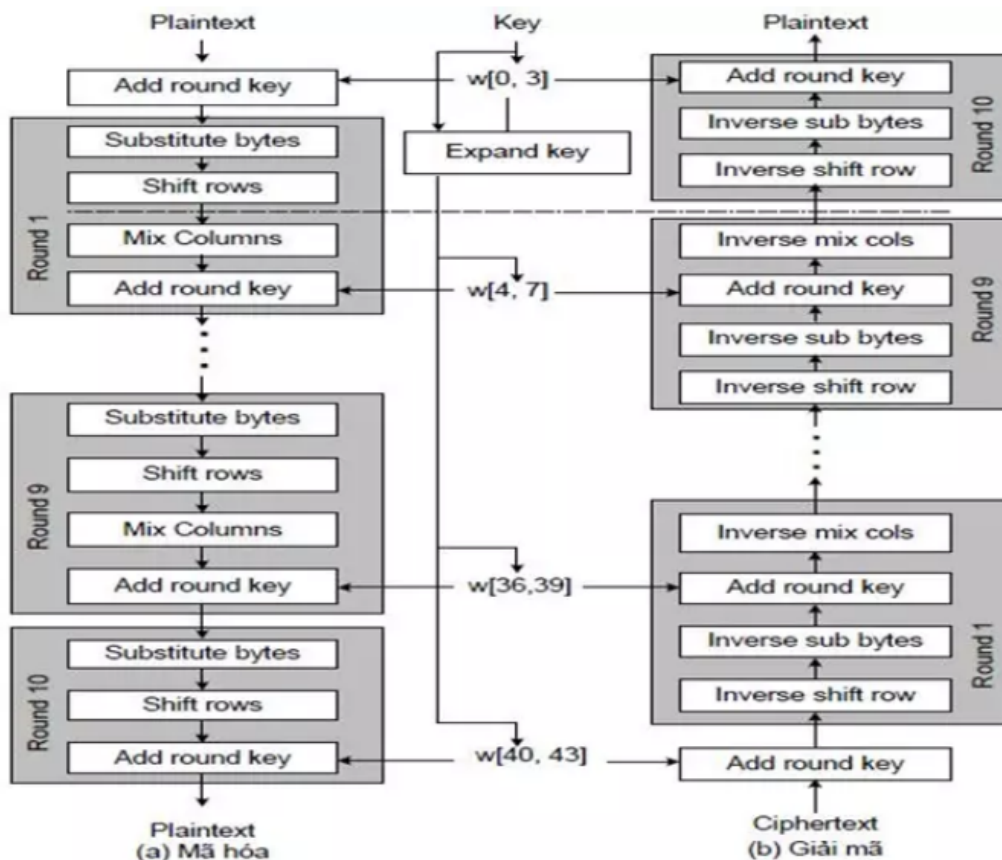 Plaintext
Add round key
Substitute bytes
Shift rows
Mix Columns
Add round key
Round 1
Substitute bytes
Shift rows
Mix Columns
Add round key
Round 9
Substitute bytes
Shift rows
Add round key
Round 10
Plaintext
(a) Mã hóa
Key
w[0, 3]
Expand key
w[4, 7]
w[36,39]
w[40, 43]
Plaintext
Add round key
Inverse sub bytes
Inverse shift row
Round 10
Inverse mix cols
Add round key
Inverse sub bytes
Inverse shift row
Round 9
Inverse mix cols
Add round key
Inverse sub bytes
Inverse shift row
Round 1
Add round key
Ciphertext
(b) Giải mã